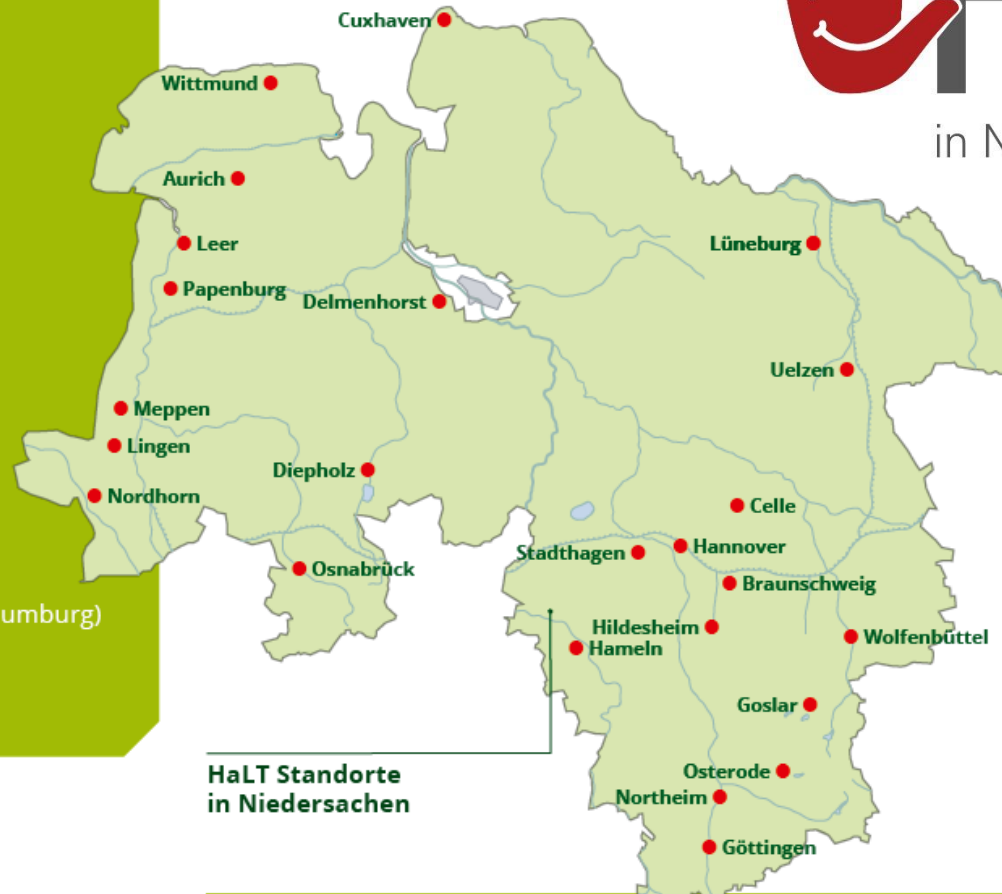 Cuxhaven
Wittmund
in N
Aurich
Leer
Lüneburg
Papenburg
Delmenhorst
Uelzen
Meppen
Lingen
Diepholz
Nordhorn
Celle
Hannover
Stadthagen
Osnabrück
Braunschweig
umburg)
Hildesheim
Wolfenbüttel
Hameln
Goslar
Osterode
HaLT Standorte
in Niedersachen
Northeim
Göttingen